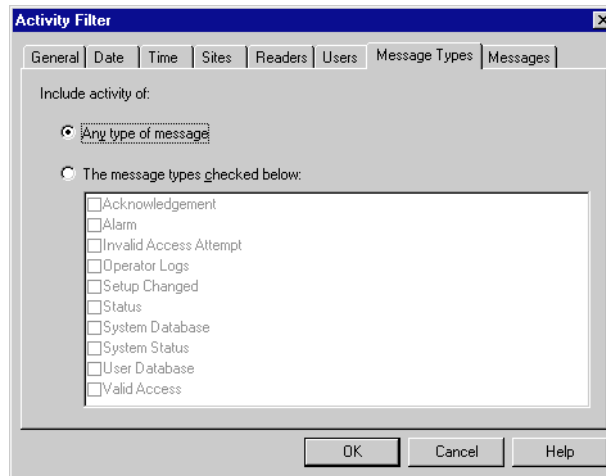 Activity Filter
General Date Time Sites Readers Users Message Types Messages
Include activity of:
Any type of message
The message types checked below:
Acknowledgement
Alarm
Invalid Access Attempt
Operator Logs
Setup Changed
Status
System Database
System Status
User Database
Valid Access
OK Cancel Help